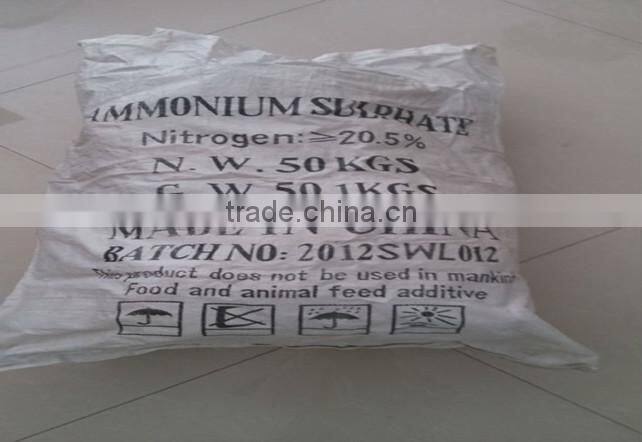 AMMONIUM SULPHATE
Nitrogen:≥20.5%
N. W. 50 KGS
G. W. 50.1KGS
trade.china.cn
MADE IN CHINA
BATCH NO: 2012SWL012
This product does not be used in mankind
Food and animal feed additive